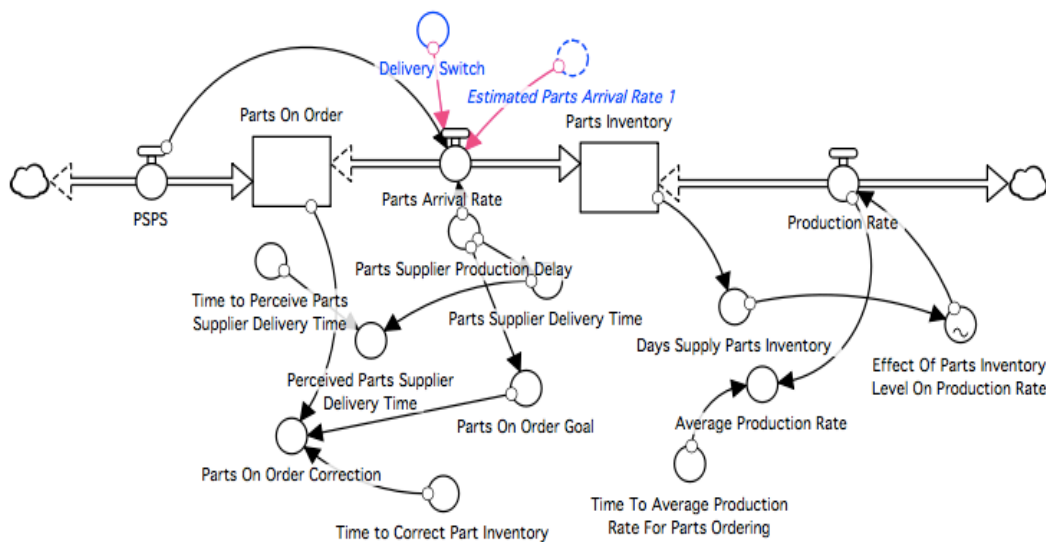 Delivery Switch
Estimated Parts Arrival Rate 1
Parts On Order
Parts Inventory
PSPS
Parts Arrival Rate
Production Rate
Parts Supplier Production Delay
Time to Perceive Parts
Supplier Delivery Time
Parts Supplier Delivery Time
Days Supply Parts Inventory
Effect Of Parts Inventory
Level On Production Rate
Perceived Parts Supplier
Delivery Time
Parts On Order Goal
Average Production Rate
Parts On Order Correction
Time to Correct Part Inventory
Time To Average Production
Rate For Parts Ordering